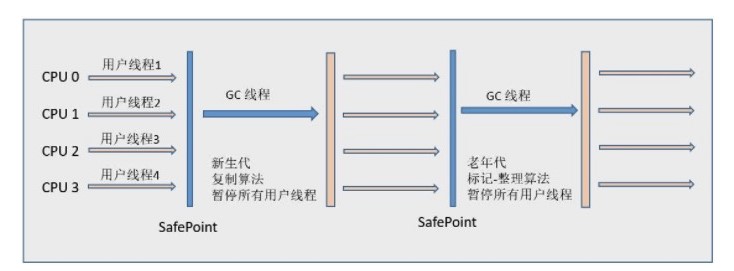 用户线程1
CPU 0
用户线程2
CPU 1
用户线程3
CPU 2
用户线程4
CPU 3
GC 线程
新生代
复制算法
暂停所有用户线程
SafePoint
GC 线程
老年代
标记-整理算法
暂停所有用户线程
SafePoint